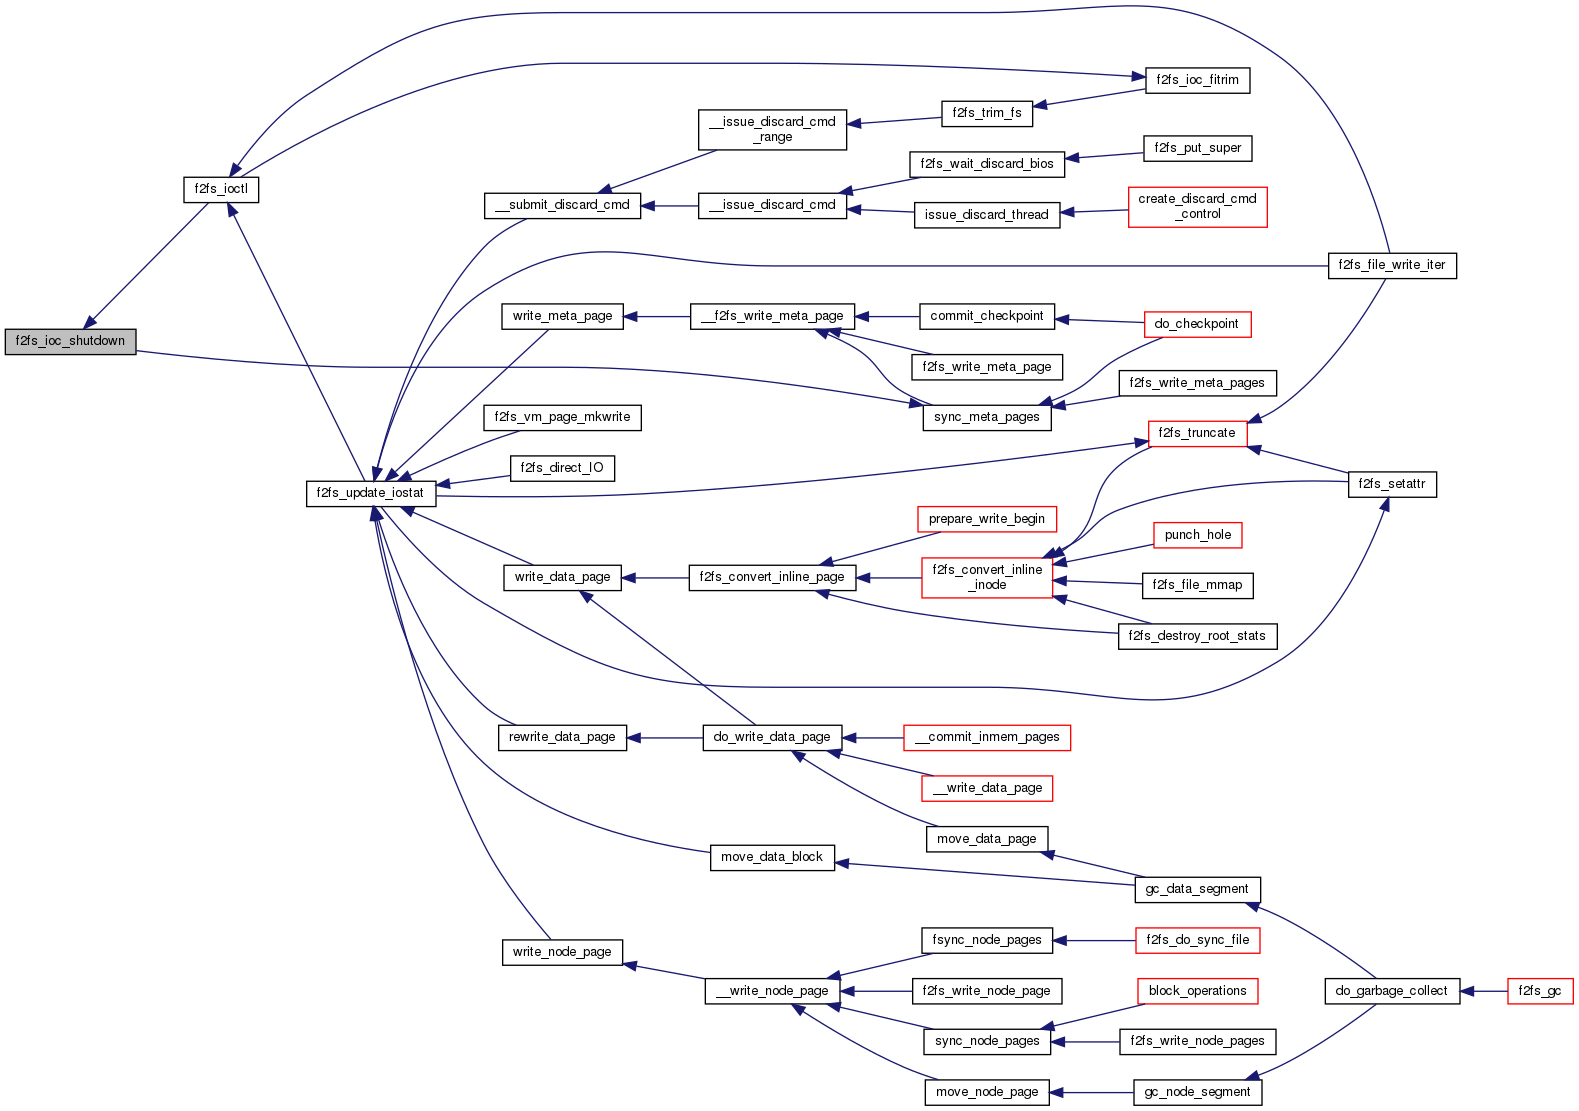 f2fs_ioc_fitrim
f2fs_trim_fs
__issue_discard_cmd
_range
f2fs_put_super
f2fs_wait_discard_bios
f2fs_ioctl
__submit_discard_cmd
__issue_discard_cmd
create_discard_cmd
_control
issue_discard_thread
f2fs_file_write_iter
write_meta_page
__f2fs_write_meta_page
commit_checkpoint
do_checkpoint
f2fs_ioc_shutdown
f2fs_write_meta_page
f2fs_write_meta_pages
f2fs_vm_page_mkwrite
sync_meta_pages
f2fs_truncate
f2fs_direct_IO
f2fs_update_iostat
f2fs_setattr
prepare_write_begin
punch_hole
write_data_page
f2fs_convert_inline_page
f2fs_convert_inline
_inode
f2fs_file_mmap
f2fs_destroy_root_stats
rewrite_data_page
do_write_data_page
__commit_inmem_pages
__write_data_page
move_data_page
move_data_block
gc_data_segment
write_node_page
fsync_node_pages
f2fs_do_sync_file
__write_node_page
f2fs_write_node_page
block_operations
do_garbage_collect
f2fs_gc
sync_node_pages
f2fs_write_node_pages
move_node_page
gc_node_segment